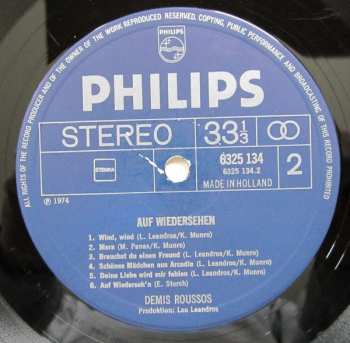 ALL RIGHTS OF THE RECORD PRODUCER AND OF THE OWNER OF THE WORK REPRODUCED RESERVED. UNAUTHORIZED COPYING, PUBLIC PERFORMANCE AND BROADCASTING OF THIS RECORD PROHIBITED
PHILIPS
PHILIPS
STEREO
33 1/3
STEMRA
6325 134
6325 134.2
2
MADE IN HOLLAND
℗ 1974
AUF WIEDERSEHEN
1. Wind, wind (L. Leandros/K. Munro)
2. Mara (M. Panas/K. Munro)
3. Brauchst du einen Freund (L. Leandros/K. Munro)
4. Schönes Mädchen aus Arcadia (L. Leandros/K. Munro)
5. Deine Liebe wird mir fehlen (L. Leandros/K. Munro)
6. Auf Wiederseh'n (E. Storch)
DEMIS ROUSSOS
Produktion: Leo Leandros